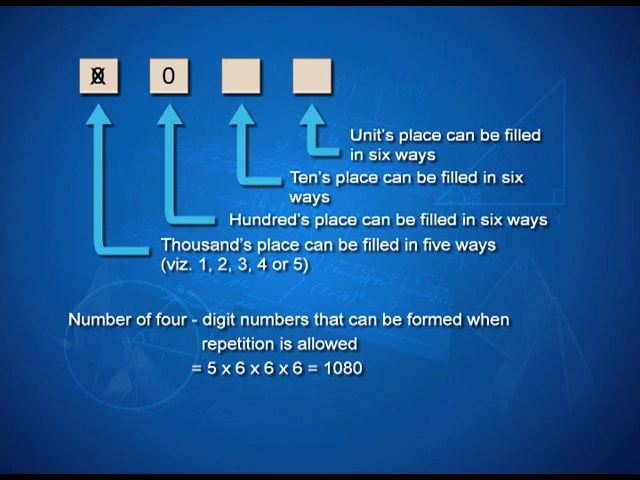 0
Unit's place can be filled
in six ways
Ten's place can be filled in six
ways
Hundred's place can be filled in six ways
Thousand's place can be filled in five ways
(viz. 1, 2, 3, 4 or 5)
Number of four - digit numbers that can be formed when
repetition is allowed
= 5 x 6 x 6 x 6 = 1080